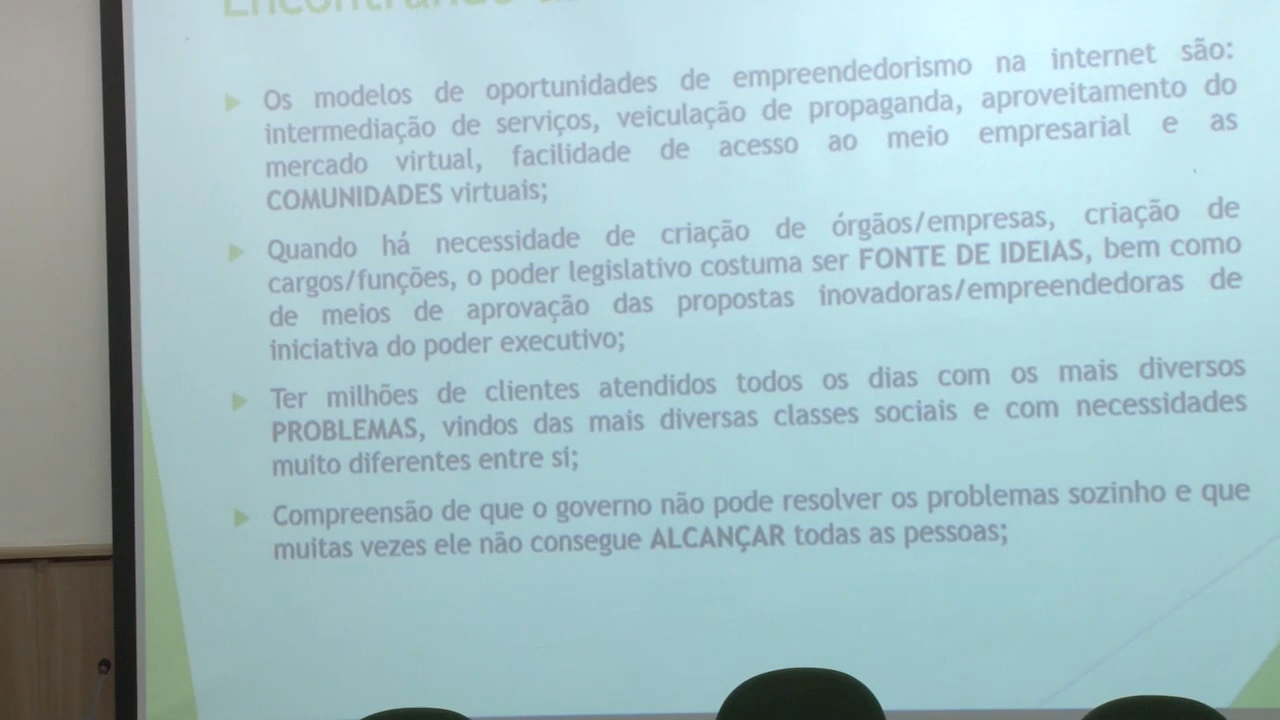 Encontrando
Os modelos de oportunidades de empreendedorismo na internet são:
intermediação de serviços, veiculação de propaganda, aproveitamento do
mercado virtual, facilidade de acesso ao meio empresarial e as
COMUNIDADES virtuais;
Quando há necessidade de criação de órgãos/empresas, criação de
cargos/funções, o poder legislativo costuma ser FONTE DE IDEIAS, bem como
de meios de aprovação das propostas inovadoras/empreendedoras de
iniciativa do poder executivo;
Ter milhões de clientes atendidos todos os dias com os mais diversos
PROBLEMAS, vindos das mais diversas classes sociais e com necessidades
muito diferentes entre si;
Compreensão de que o governo não pode resolver os problemas sozinho e que
muitas vezes ele não consegue ALCANÇAR todas as pessoas;